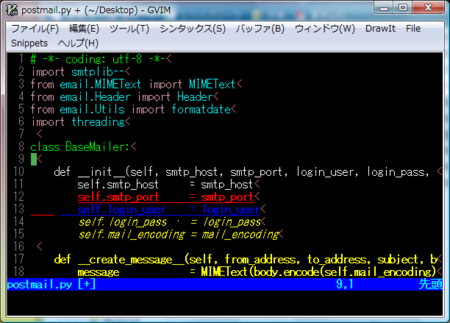 postmail.py + (~/Desktop) - GVIM
ファイル(F) 編集(E) ツール(T) シンタックス(S) バッファ(B) ウィンドウ(W) DrawIt File
Snippets ヘルプ(H)
1 # -*- coding: utf-8 -*-<
2 import smtplib--<
3 from email.MIMEText import MIMEText<
4 from email.Header import Header<
5 from email.Utils import formatdate<
6 import threading<
7 <
8 class BaseMailer:<
9 <
10 def __init__(self, smtp_host, smtp_port, login_user, login_pass, <
11 self.smtp_host = smtp_host<
12 self.smtp_port = smtp_port<
13 self.login_user = login_user<
14 self.login_pass = login_pass<
15 self.mail_encoding = mail_encoding<
16 <
17 def __create_message__(self, from_address, to_address, subject, b<
18 message = MIMEText(body.encode(self.mail_encoding)
postmail.py [+] 9,1 先頭